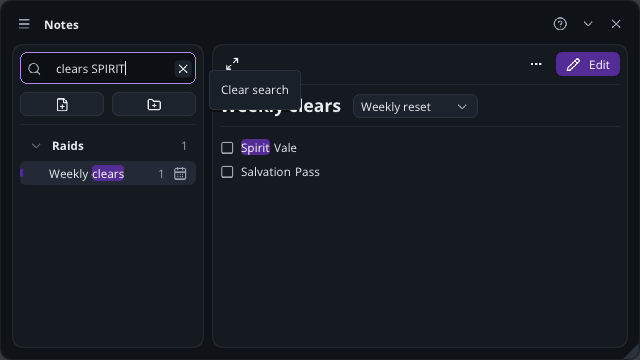 Notes
clears SPIRIT
Edit
Clear search
Weekly clears
Weekly reset
Raids 1
Weekly clears 1
Spirit Vale
Salvation Pass